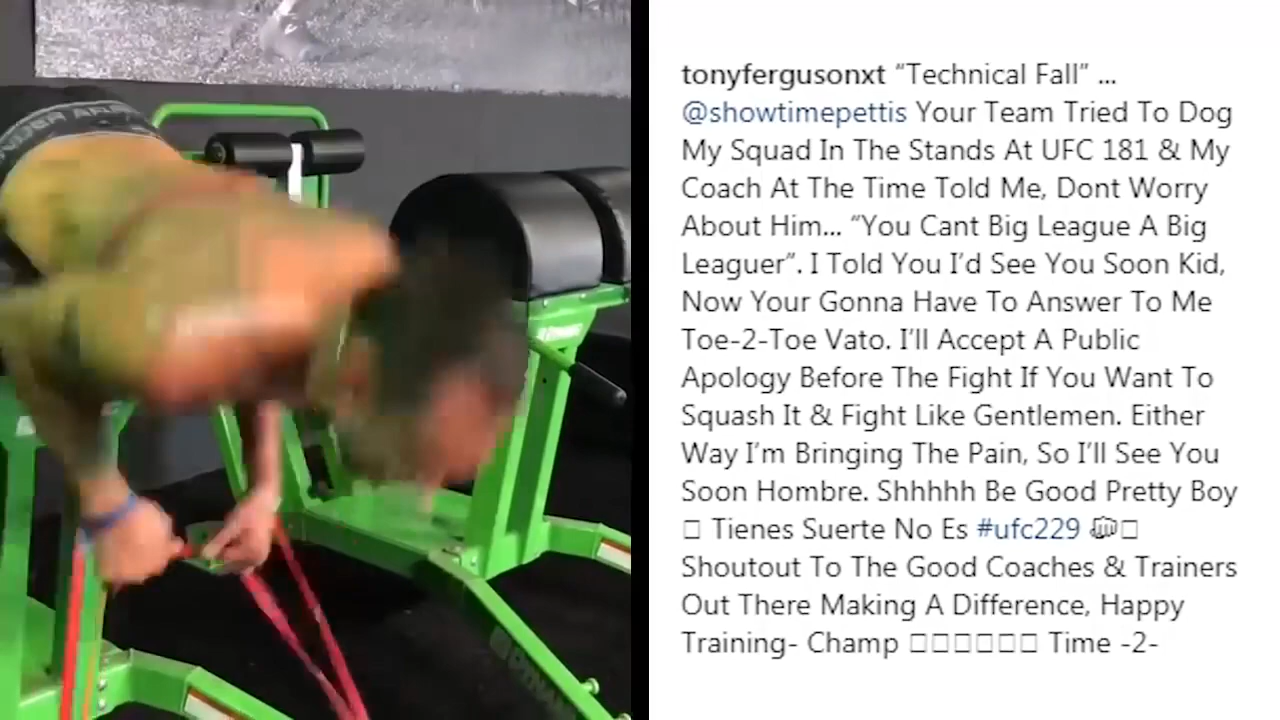 tonyfergusonxt “Technical Fall” ...
@showtimepettis Your Team Tried To Dog
My Squad In The Stands At UFC 181 & My
Coach At The Time Told Me, Dont Worry
About Him... “You Cant Big League A Big
Leaguer”. I Told You I’d See You Soon Kid,
Now Your Gonna Have To Answer To Me
Toe-2-Toe Vato. I’ll Accept A Public
Apology Before The Fight If You Want To
Squash It & Fight Like Gentlemen. Either
Way I’m Bringing The Pain, So I’ll See You
Soon Hombre. Shhhhh Be Good Pretty Boy
□ Tienes Suerte No Es #ufc229 👊□
Shoutout To The Good Coaches & Trainers
Out There Making A Difference, Happy
Training- Champ □□□□□□ Time -2-